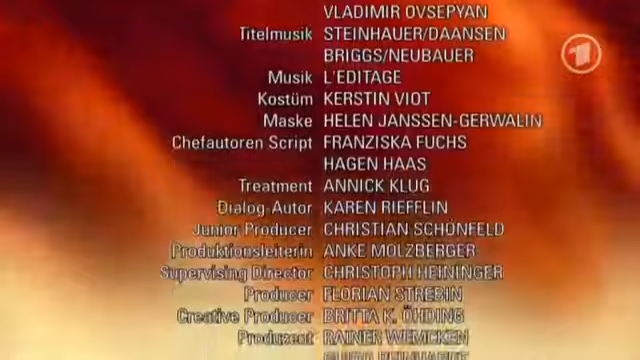 VLADIMIR OVSEPYAN
Titelmusik STEINHAUER/DAANSEN
BRIGGS/NEUBAUER
Musik L'EDITAGE
Kostüm KERSTIN VIOT
Maske HELEN JANSSEN-GERWALIN
Chefautoren Script FRANZISKA FUCHS
HAGEN HAAS
Treatment ANNICK KLUG
Dialog-Autor KAREN RIEFFLIN
Junior Producer CHRISTIAN SCHÖNFELD
Produktionsleiterin ANKE MOLZBERGER
Supervising Director CHRISTOPH HEININGER
Producer FLORIAN STREBIN
Creative Producer BRITTA K. ÖHDING
Produzent RAINER WEMCKEN
1